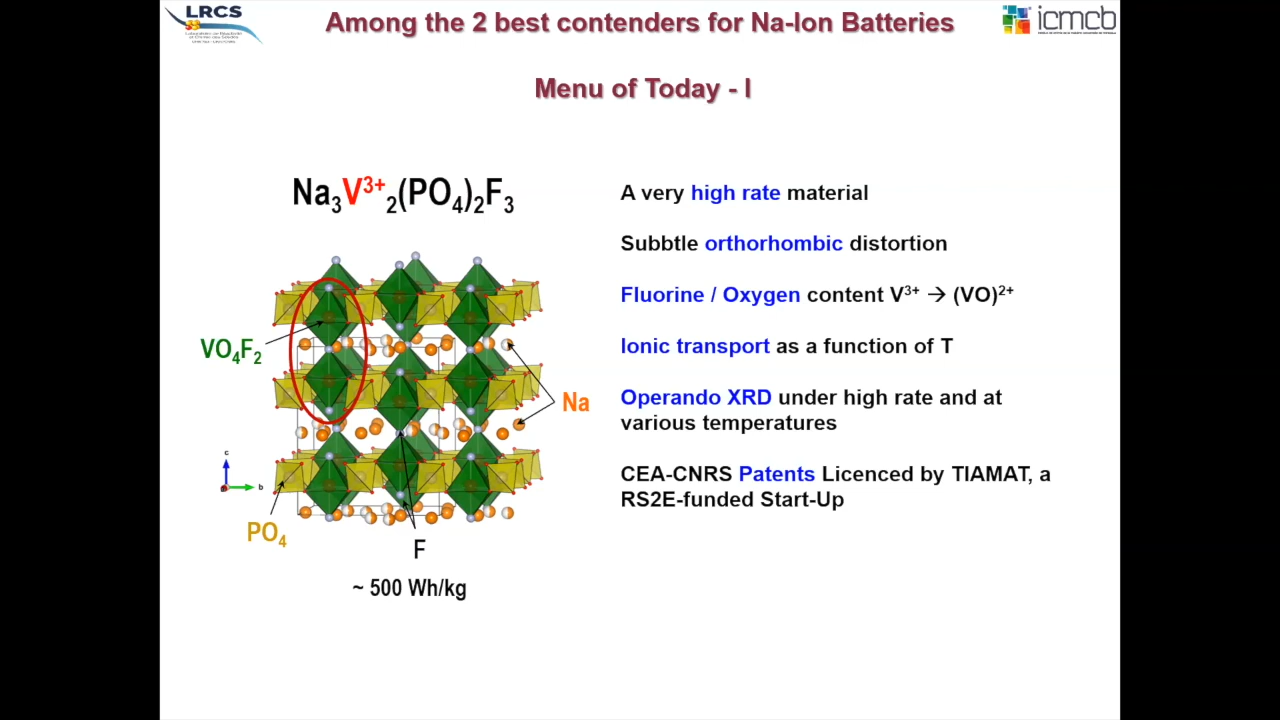 LRCS
Among the 2 best contenders for Na-Ion Batteries
icmcb
Menu of Today - I
Na₃V³⁺₂(PO₄)₂F₃
A very high rate material
Subbtle orthorhombic distortion
Fluorine / Oxygen content V³⁺ → (VO)²⁺
VO₄F₂
Ionic transport as a function of T
Na
Operando XRD under high rate and at
various temperatures
c
b
CEA-CNRS Patents Licenced by TIAMAT, a
RS2E-funded Start-Up
PO₄
F
~ 500 Wh/kg